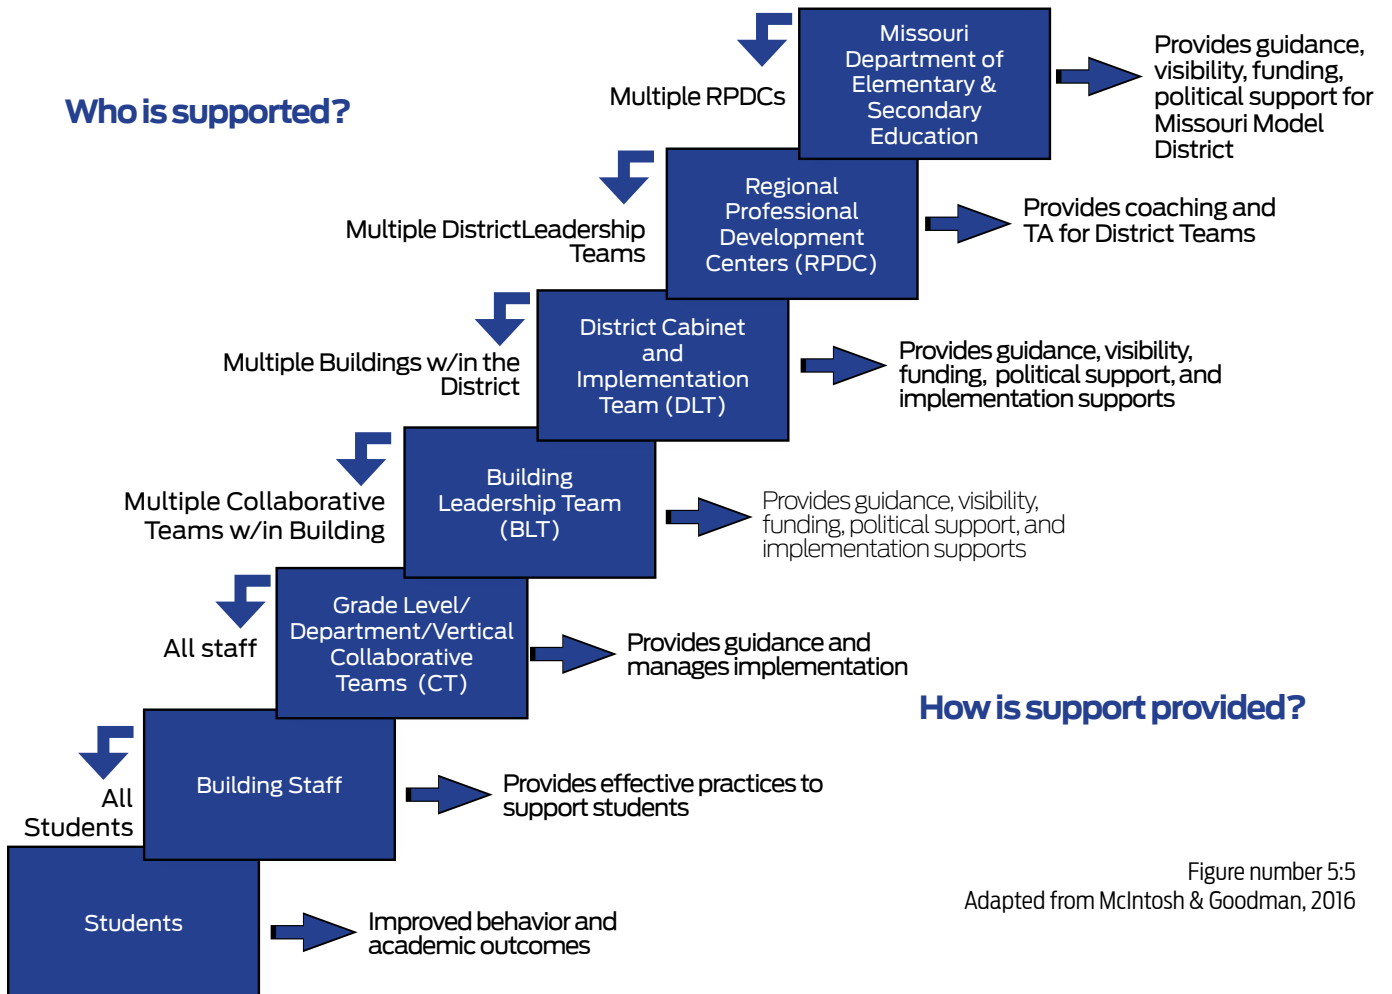 Who is supported?
Multiple RPDCs
Missouri
Department of
Elementary &
Secondary
Education
Provides guidance,
visibility, funding,
political support for
Missouri Model
District
Multiple DistrictLeadership
Teams
Regional
Professional
Development
Centers (RPDC)
Provides coaching and
TA for District Teams
Multiple Buildings w/in the
District
District Cabinet
and
Implementation
Team (DLT)
Provides guidance, visibility,
funding, political support, and
implementation supports
Multiple Collaborative
Teams w/in Building
Building
Leadership Team
(BLT)
Provides guidance, visibility,
funding, political support, and
implementation supports
All staff
Grade Level/
Department/Vertical
Collaborative
Teams (CT)
Provides guidance and
manages implementation
How is support provided?
All
Students
Building Staff
Provides effective practices to
support students
Students
Improved behavior and
academic outcomes
Figure number 5:5
Adapted from McIntosh & Goodman, 2016